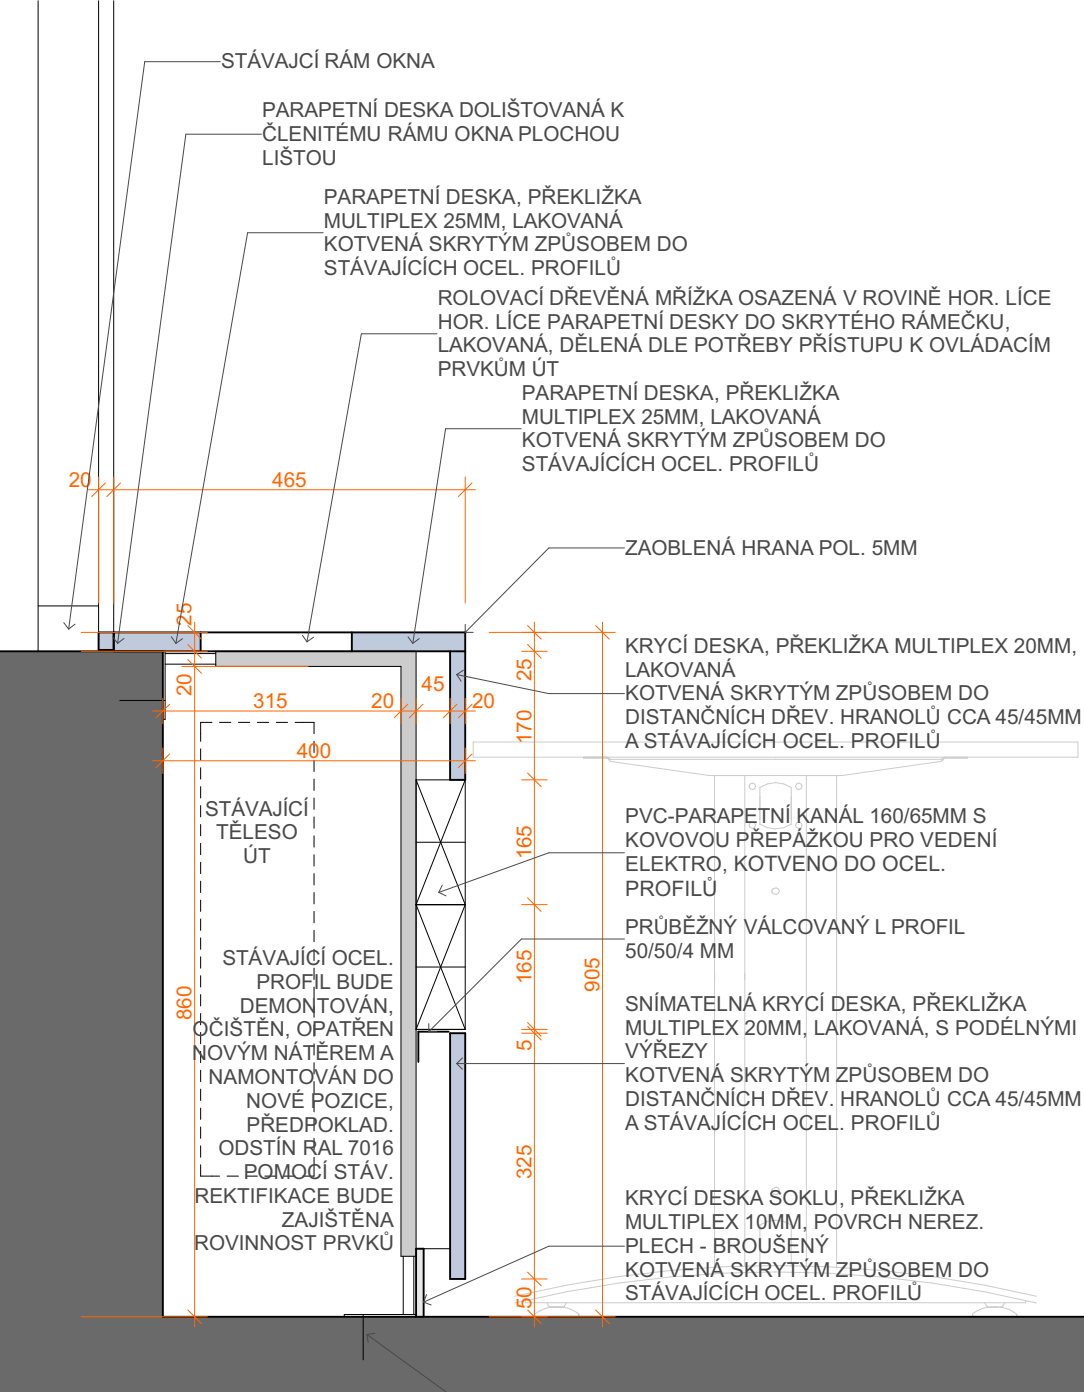 STÁVAJCÍ RÁM OKNA
PARAPETNÍ DESKA DOLIŠTOVANÁ K
ČLENITÉMU RÁMU OKNA PLOCHOU
LIŠTOU
PARAPETNÍ DESKA, PŘEKLIŽKA
MULTIPLEX 25MM, LAKOVANÁ
KOTVENÁ SKRYTÝM ZPŮSOBEM DO
STÁVAJÍCÍCH OCEL. PROFILŮ
ROLOVACÍ DŘEVĚNÁ MŘÍŽKA OSAZENÁ V ROVINĚ HOR. LÍCE
HOR. LÍCE PARAPETNÍ DESKY DO SKRYTÉHO RÁMEČKU,
LAKOVANÁ, DĚLENÁ DLE POTŘEBY PŘÍSTUPU K OVLÁDACÍM
PRVKŮM ÚT
PARAPETNÍ DESKA, PŘEKLIŽKA
MULTIPLEX 25MM, LAKOVANÁ
KOTVENÁ SKRYTÝM ZPŮSOBEM DO
STÁVAJÍCÍCH OCEL. PROFILŮ
20
465
ZAOBLENÁ HRANA POL. 5MM
25
20
860
315
20
45
20
400
25
170
165
165
5
325
50
905
KRYCÍ DESKA, PŘEKLIŽKA MULTIPLEX 20MM,
LAKOVANÁ
KOTVENÁ SKRYTÝM ZPŮSOBEM DO
DISTANČNÍCH DŘEV. HRANOLŮ CCA 45/45MM
A STÁVAJÍCÍCH OCEL. PROFILŮ
STÁVAJÍCÍ
TĚLESO
ÚT
PVC-PARAPETNÍ KANÁL 160/65MM S
KOVOVOU PŘEPÁŽKOU PRO VEDENÍ
ELEKTRO, KOTVENO DO OCEL.
PROFILŮ
PRŮBĚŽNÝ VÁLCOVANÝ L PROFIL
50/50/4 MM
STÁVAJÍCÍ OCEL.
PROFIL BUDE
DEMONTOVÁN,
OČIŠTĚN, OPATŘEN
NOVÝM NÁTĚREM A
NAMONTOVÁN DO
NOVÉ POZICE,
PŘEDPOKLAD.
ODSTÍN RAL 7016
POMOCÍ STÁV.
REKTIFIKACE BUDE
ZAJIŠTĚNA
ROVINNOST PRVKŮ
SNÍMATELNÁ KRYCÍ DESKA, PŘEKLIŽKA
MULTIPLEX 20MM, LAKOVANÁ, S PODÉLNÝMI
VÝŘEZY
KOTVENÁ SKRYTÝM ZPŮSOBEM DO
DISTANČNÍCH DŘEV. HRANOLŮ CCA 45/45MM
A STÁVAJÍCÍCH OCEL. PROFILŮ
KRYCÍ DESKA SOKLU, PŘEKLIŽKA
MULTIPLEX 10MM, POVRCH NEREZ.
PLECH - BROUŠENÝ
KOTVENÁ SKRYTÝM ZPŮSOBEM DO
STÁVAJÍCÍCH OCEL. PROFILŮ